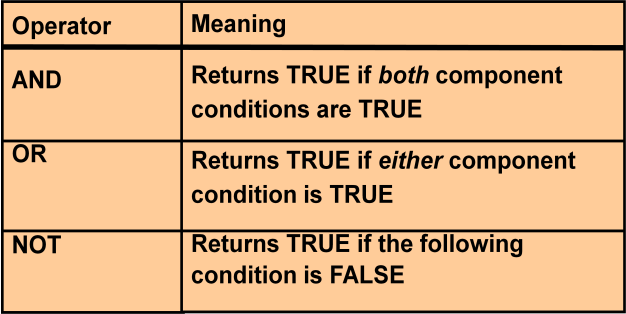 Operator Meaning
AND Returns TRUE if both component
conditions are TRUE
OR Returns TRUE if either component
condition is TRUE
NOT Returns TRUE if the following
condition is FALSE